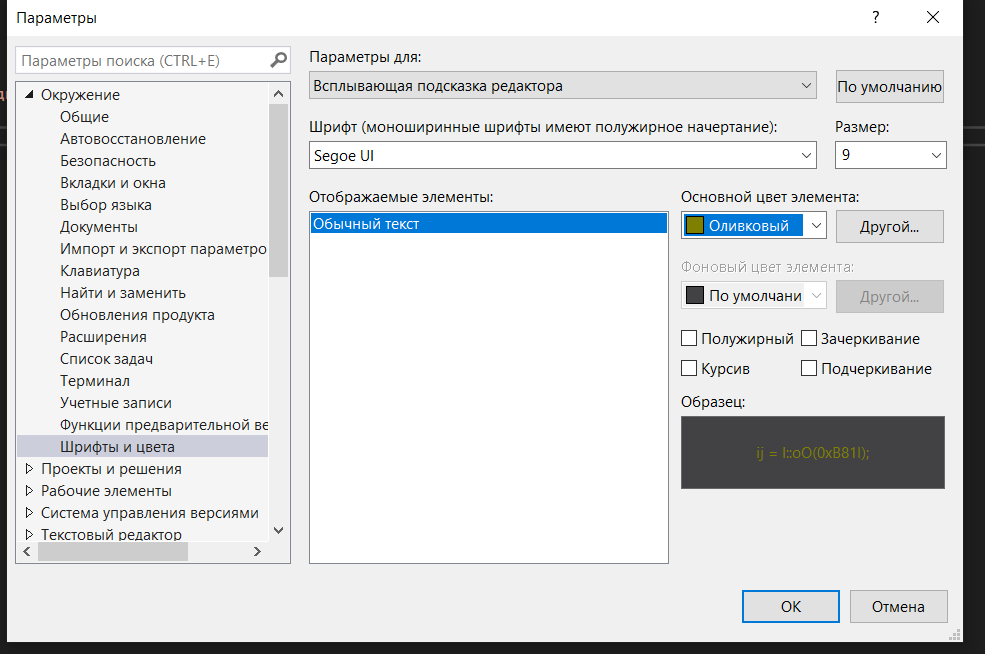 Параметры
?
Параметры поиска (CTRL+E)
Окружение
Общие
Автовосстановление
Безопасность
Вкладки и окна
Выбор языка
Документы
Импорт и экспорт параметро
Клавиатура
Найти и заменить
Обновления продукта
Расширения
Список задач
Терминал
Учетные записи
Функции предварительной ве
Шрифты и цвета
Проекты и решения
Рабочие элементы
Система управления версиями
Текстовый редактор
Параметры для:
Всплывающая подсказка редактора
По умолчанию
Шрифт (моноширинные шрифты имеют полужирное начертание):
Размер:
Segoe UI
9
Отображаемые элементы:
Обычный текст
Основной цвет элемента:
Оливковый
Другой...
Фоновый цвет элемента:
По умолчани
Другой...
Полужирный
Зачеркивание
Курсив
Подчеркивание
Образец:
ij = I::oO(0xB81l);
ОК
Отмена